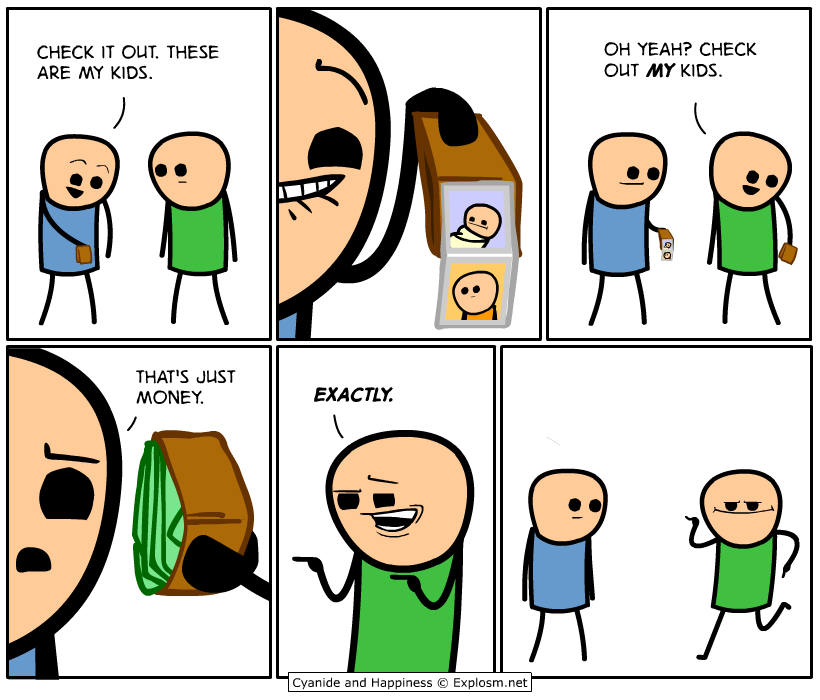 CHECK IT OUT. THESE
ARE MY KIDS.
OH YEAH? CHECK
OUT MY KIDS.
THAT'S JUST
MONEY.
EXACTLY.
Cyanide and Happiness © Explosm.net